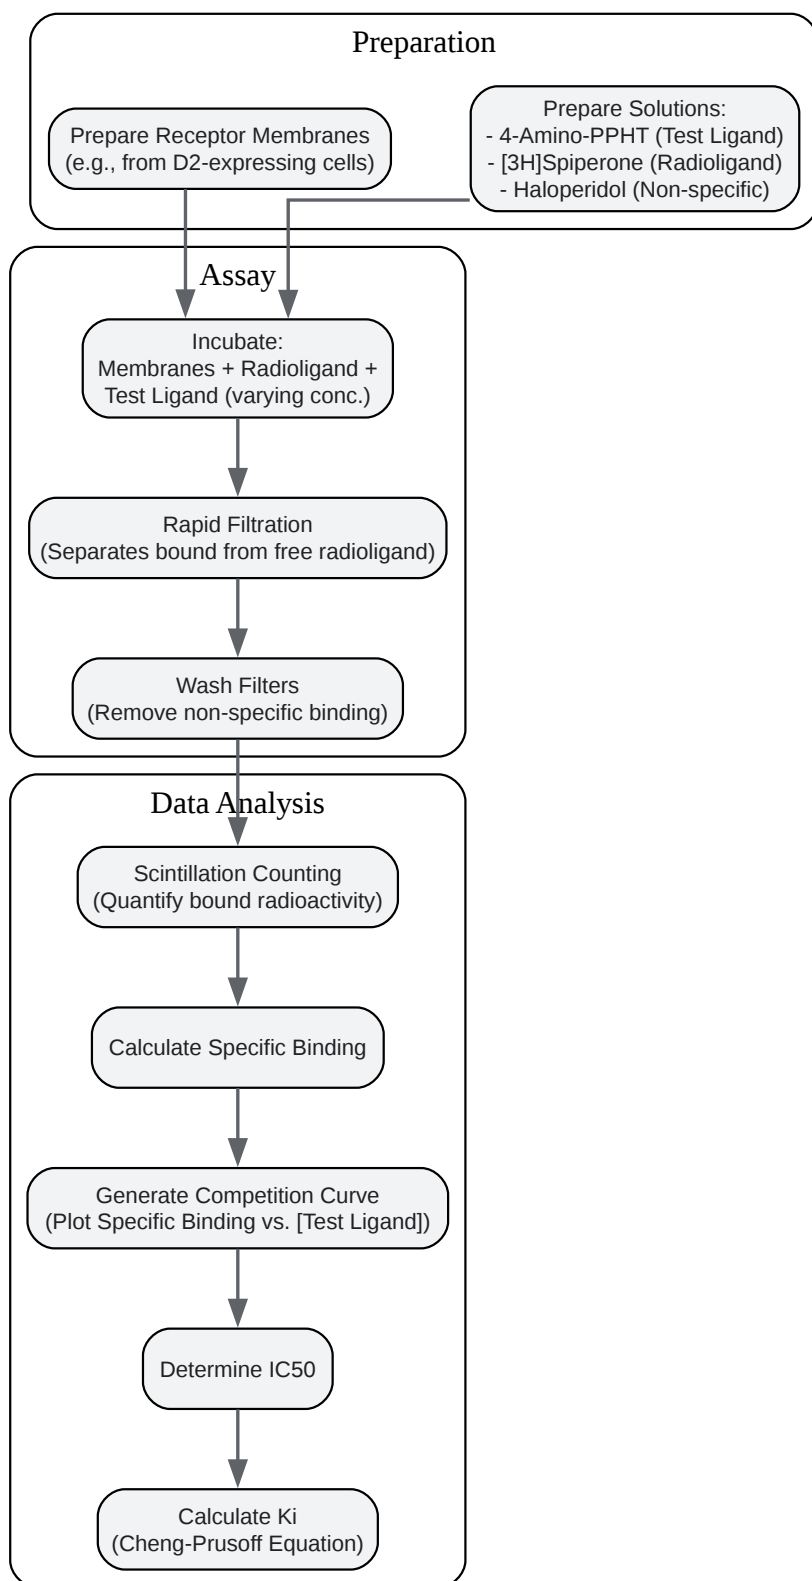 Preparation
Prepare Receptor Membranes
(e.g., from D2-expressing cells)
Prepare Solutions:
- 4-Amino-PPHT (Test Ligand)
- [3H]Spiperone (Radioligand)
- Haloperidol (Non-specific)
Assay
Incubate:
Membranes + Radioligand +
Test Ligand (varying conc.)
Rapid Filtration
(Separates bound from free radioligand)
Wash Filters
(Remove non-specific binding)
Data Analysis
Scintillation Counting
(Quantify bound radioactivity)
Calculate Specific Binding
Generate Competition Curve
(Plot Specific Binding vs. [Test Ligand])
Determine IC50
Calculate Ki
(Cheng-Prusoff Equation)